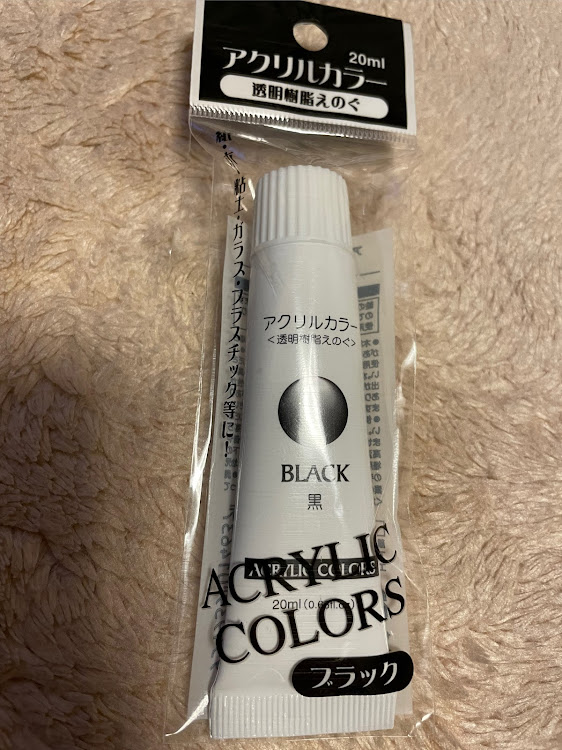 アクリルカラー 20ml
透明樹脂えのぐ
粘土・ガラス・プラスチック等に!
アクリルカラー
<透明樹脂えのぐ>
BLACK
黒
ACRYLIC COLORS
20ml
ACRYLIC
COLORS
ブラック